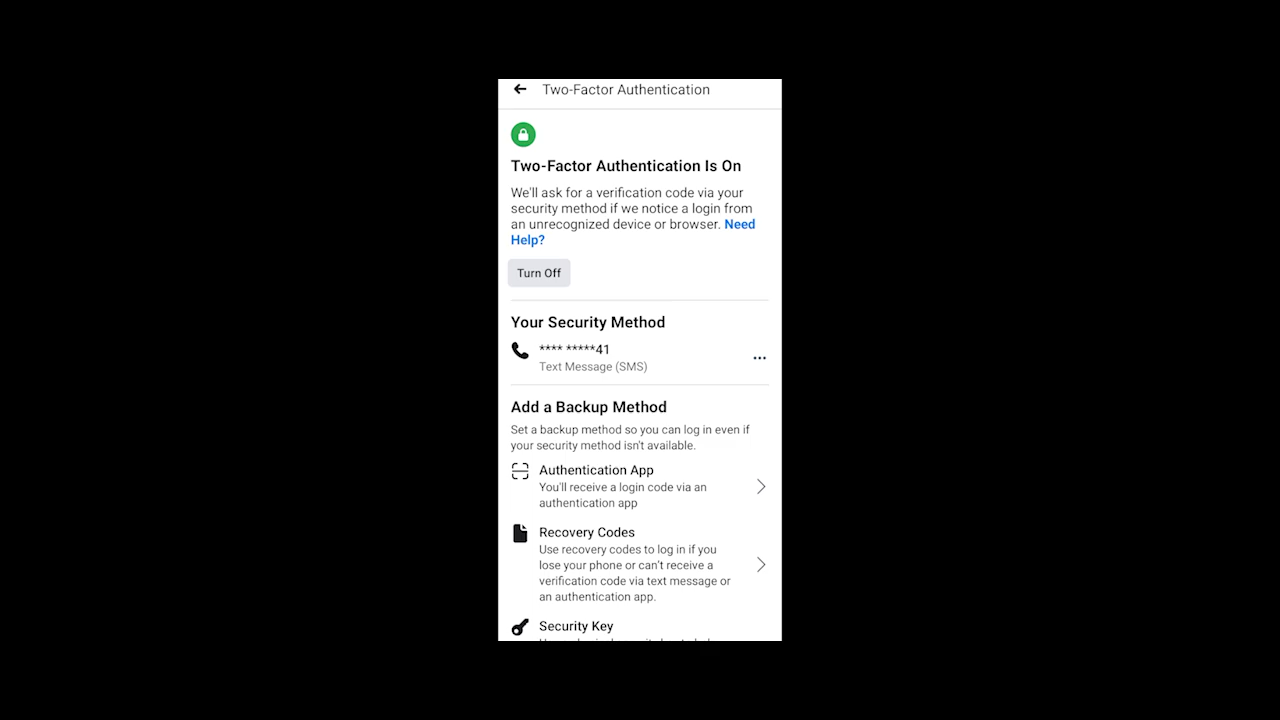 Two-Factor Authentication
Two-Factor Authentication Is On
We'll ask for a verification code via your
security method if we notice a login from
an unrecognized device or browser. Need
Help?
Turn Off
Your Security Method
**** *****41
Text Message (SMS)
Add a Backup Method
Set a backup method so you can log in even if
your security method isn't available.
Authentication App
You'll receive a login code via an
authentication app
Recovery Codes
Use recovery codes to log in if you
lose your phone or can't receive a
verification code via text message or
an authentication app.
Security Key